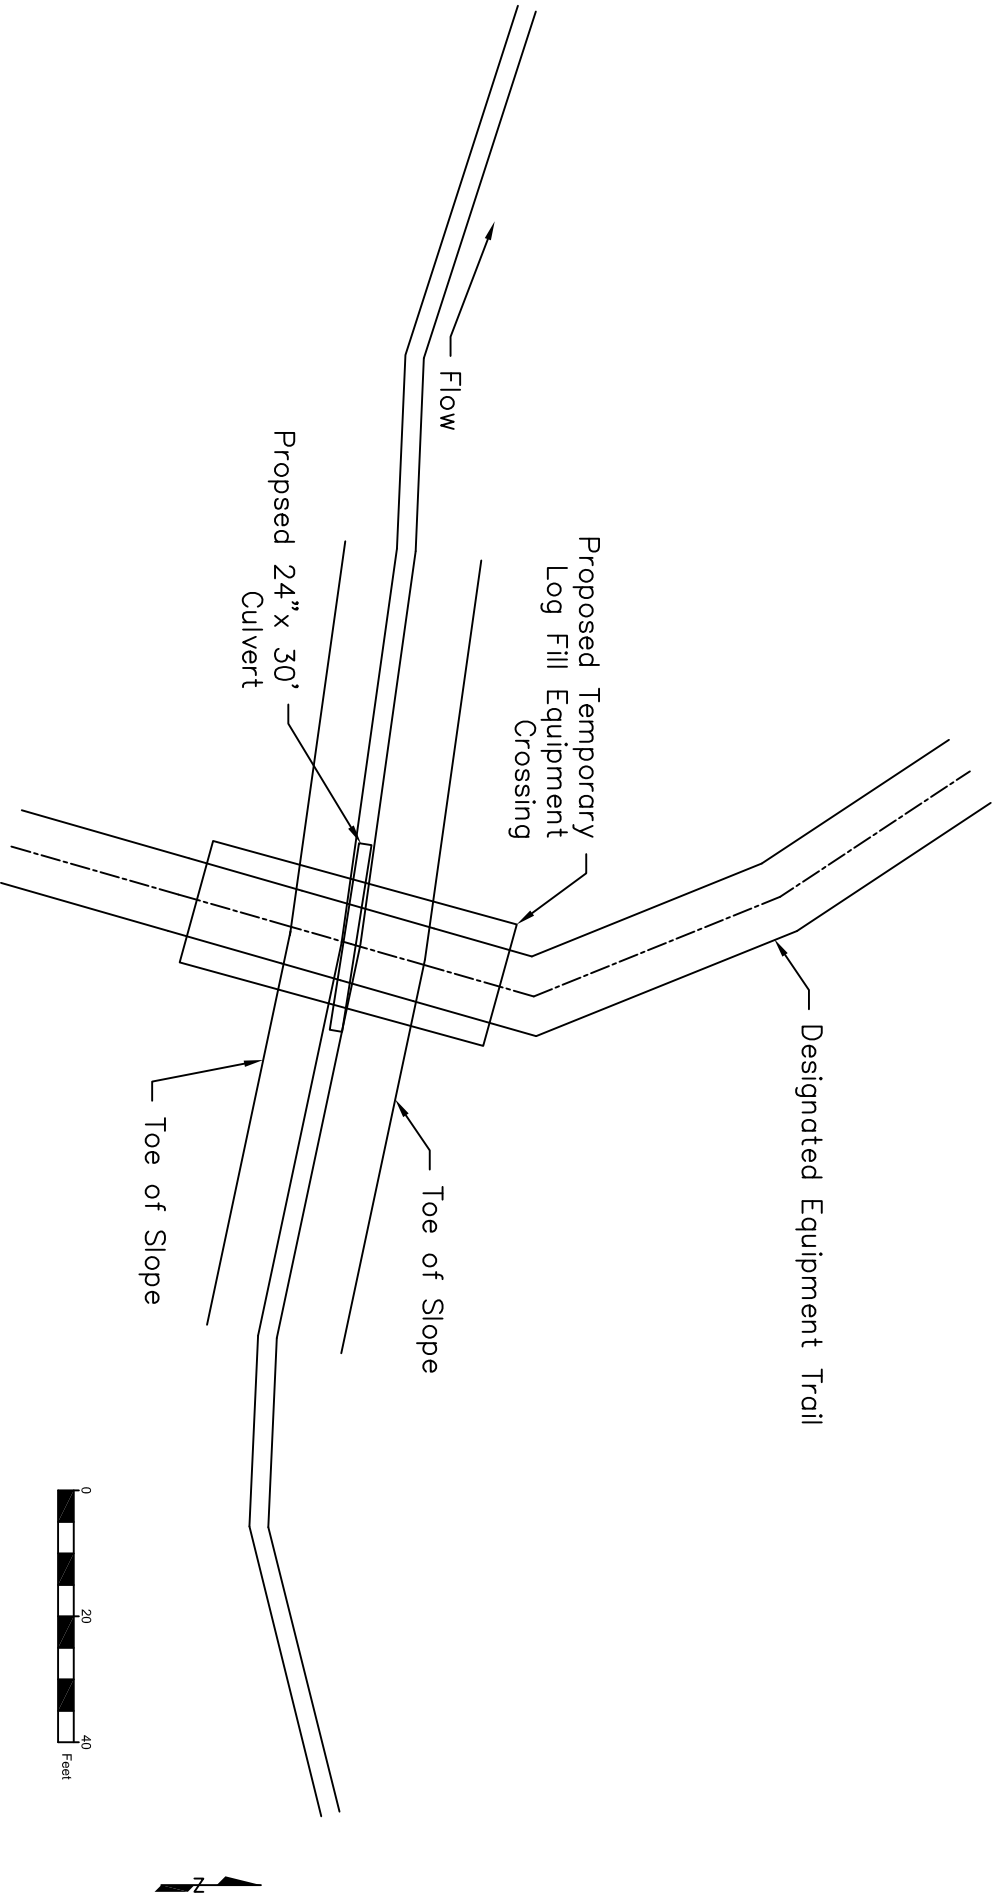 Flow
Propsed 24"x 30'
Culvert
Proposed Temporary
Log Fill Equipment
Crossing
Designated Equipment Trail
Toe of Slope
Toe of Slope
0
20
40
Feet
N